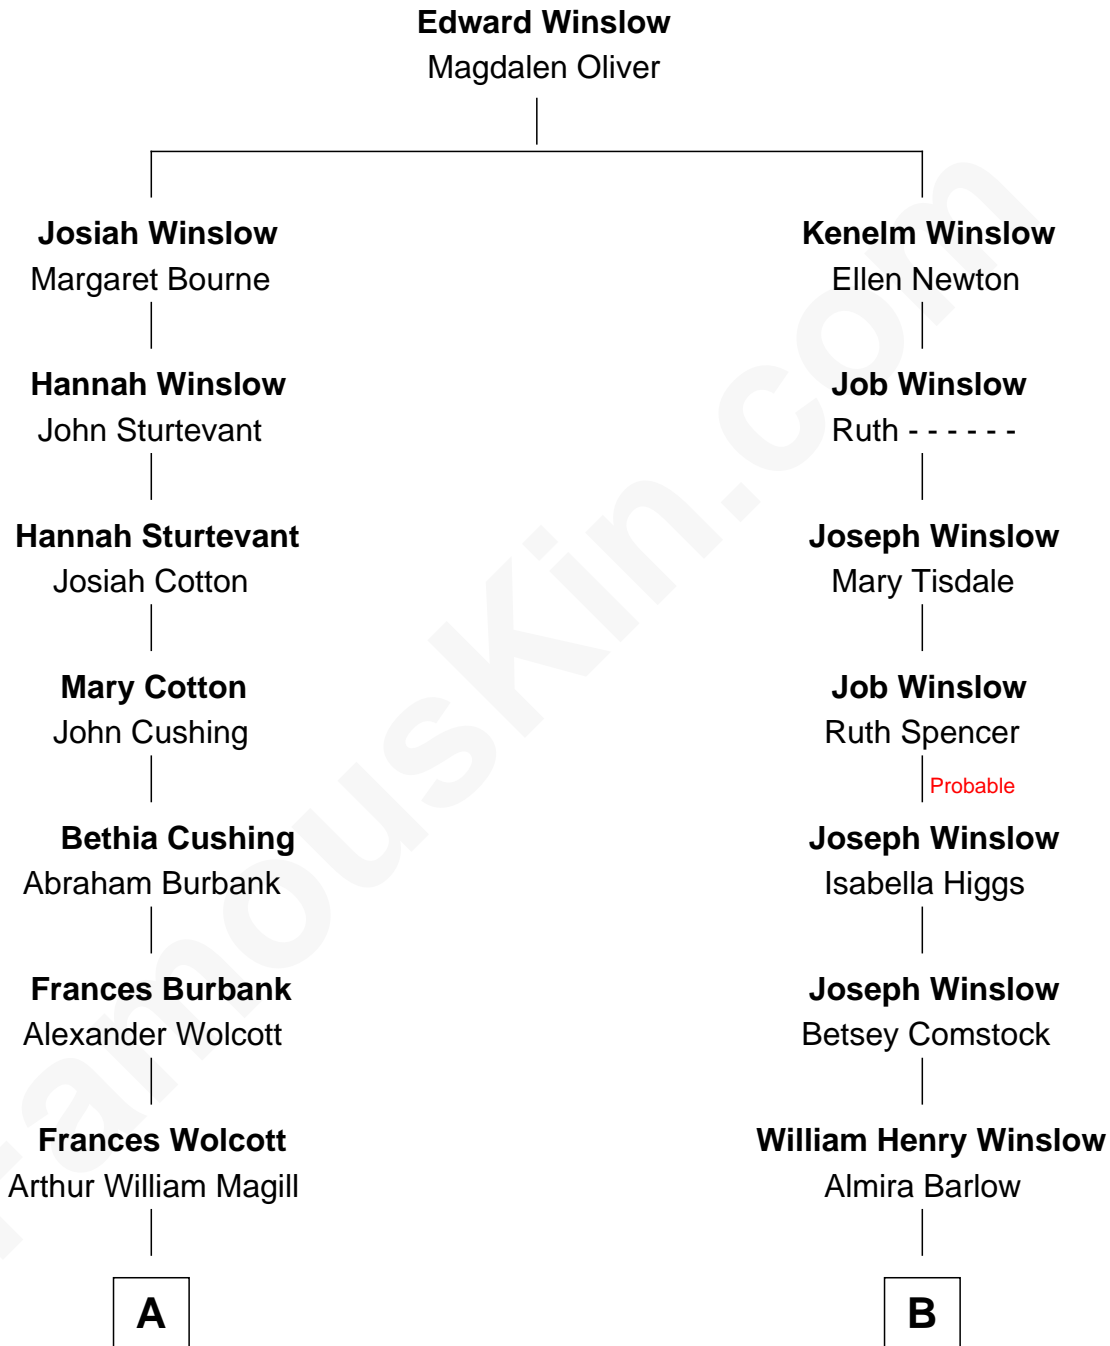 Edward Winslow
Magdalen Oliver
Josiah Winslow
Margaret Bourne
Kenelm Winslow
Ellen Newton
Hannah Winslow
John Sturtevant
Job Winslow
Ruth - - - - - -
Hannah Sturtevant
Josiah Cotton
Joseph Winslow
Mary Tisdale
Mary Cotton
John Cushing
Job Winslow
Ruth Spencer
Probable
Bethia Cushing
Abraham Burbank
Joseph Winslow
Isabella Higgs
Frances Burbank
Alexander Wolcott
Joseph Winslow
Betsey Comstock
Frances Wolcott
Arthur William Magill
William Henry Winslow
Almira Barlow
A
B
FamousKin.com